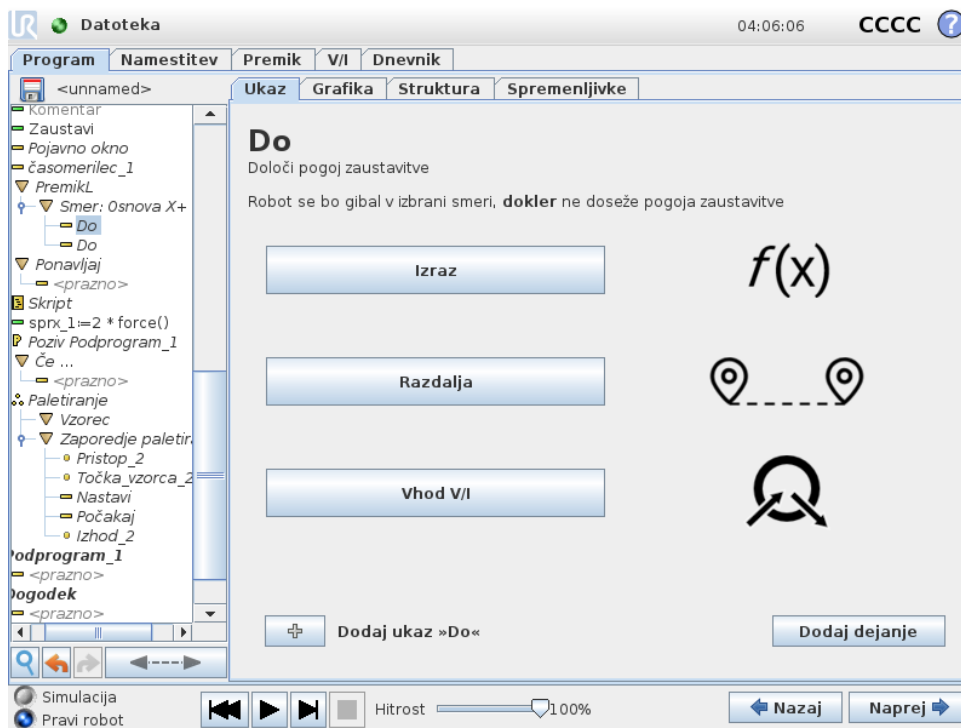 UR Datoteka 04:06:06 CCCC ?
Program Namestitev Premik V/I Dnevnik
<unnamed>
Ukaz Grafika Struktura Spremenljivke
Komentar
Zaustavi
Pojavno okno
časomerilec_1
PremikL
Smer: Osnova X+
Do
Do
Ponavljaj
<prazno>
Skript
sprx_1:=2 * force()
Poziv Podprogram_1
Če ...
<prazno>
Paletiranje
Vzorec
Zaporedje paletir
Pristop_2
Točka_vzorca_2
Nastavi
Počakaj
Izhod_2
Podprogram_1
<prazno>
Dogodek
<prazno>
Do
Določi pogoj zaustavitve
Robot se bo gibal v izbrani smeri, dokler ne doseže pogoja zaustavitve
Izraz f(x)
Razdalja
Vhod V/I
Dodaj ukaz »Do« Dodaj dejanje
Simulacija
Pravi robot
Hitrost 100% Nazaj Naprej